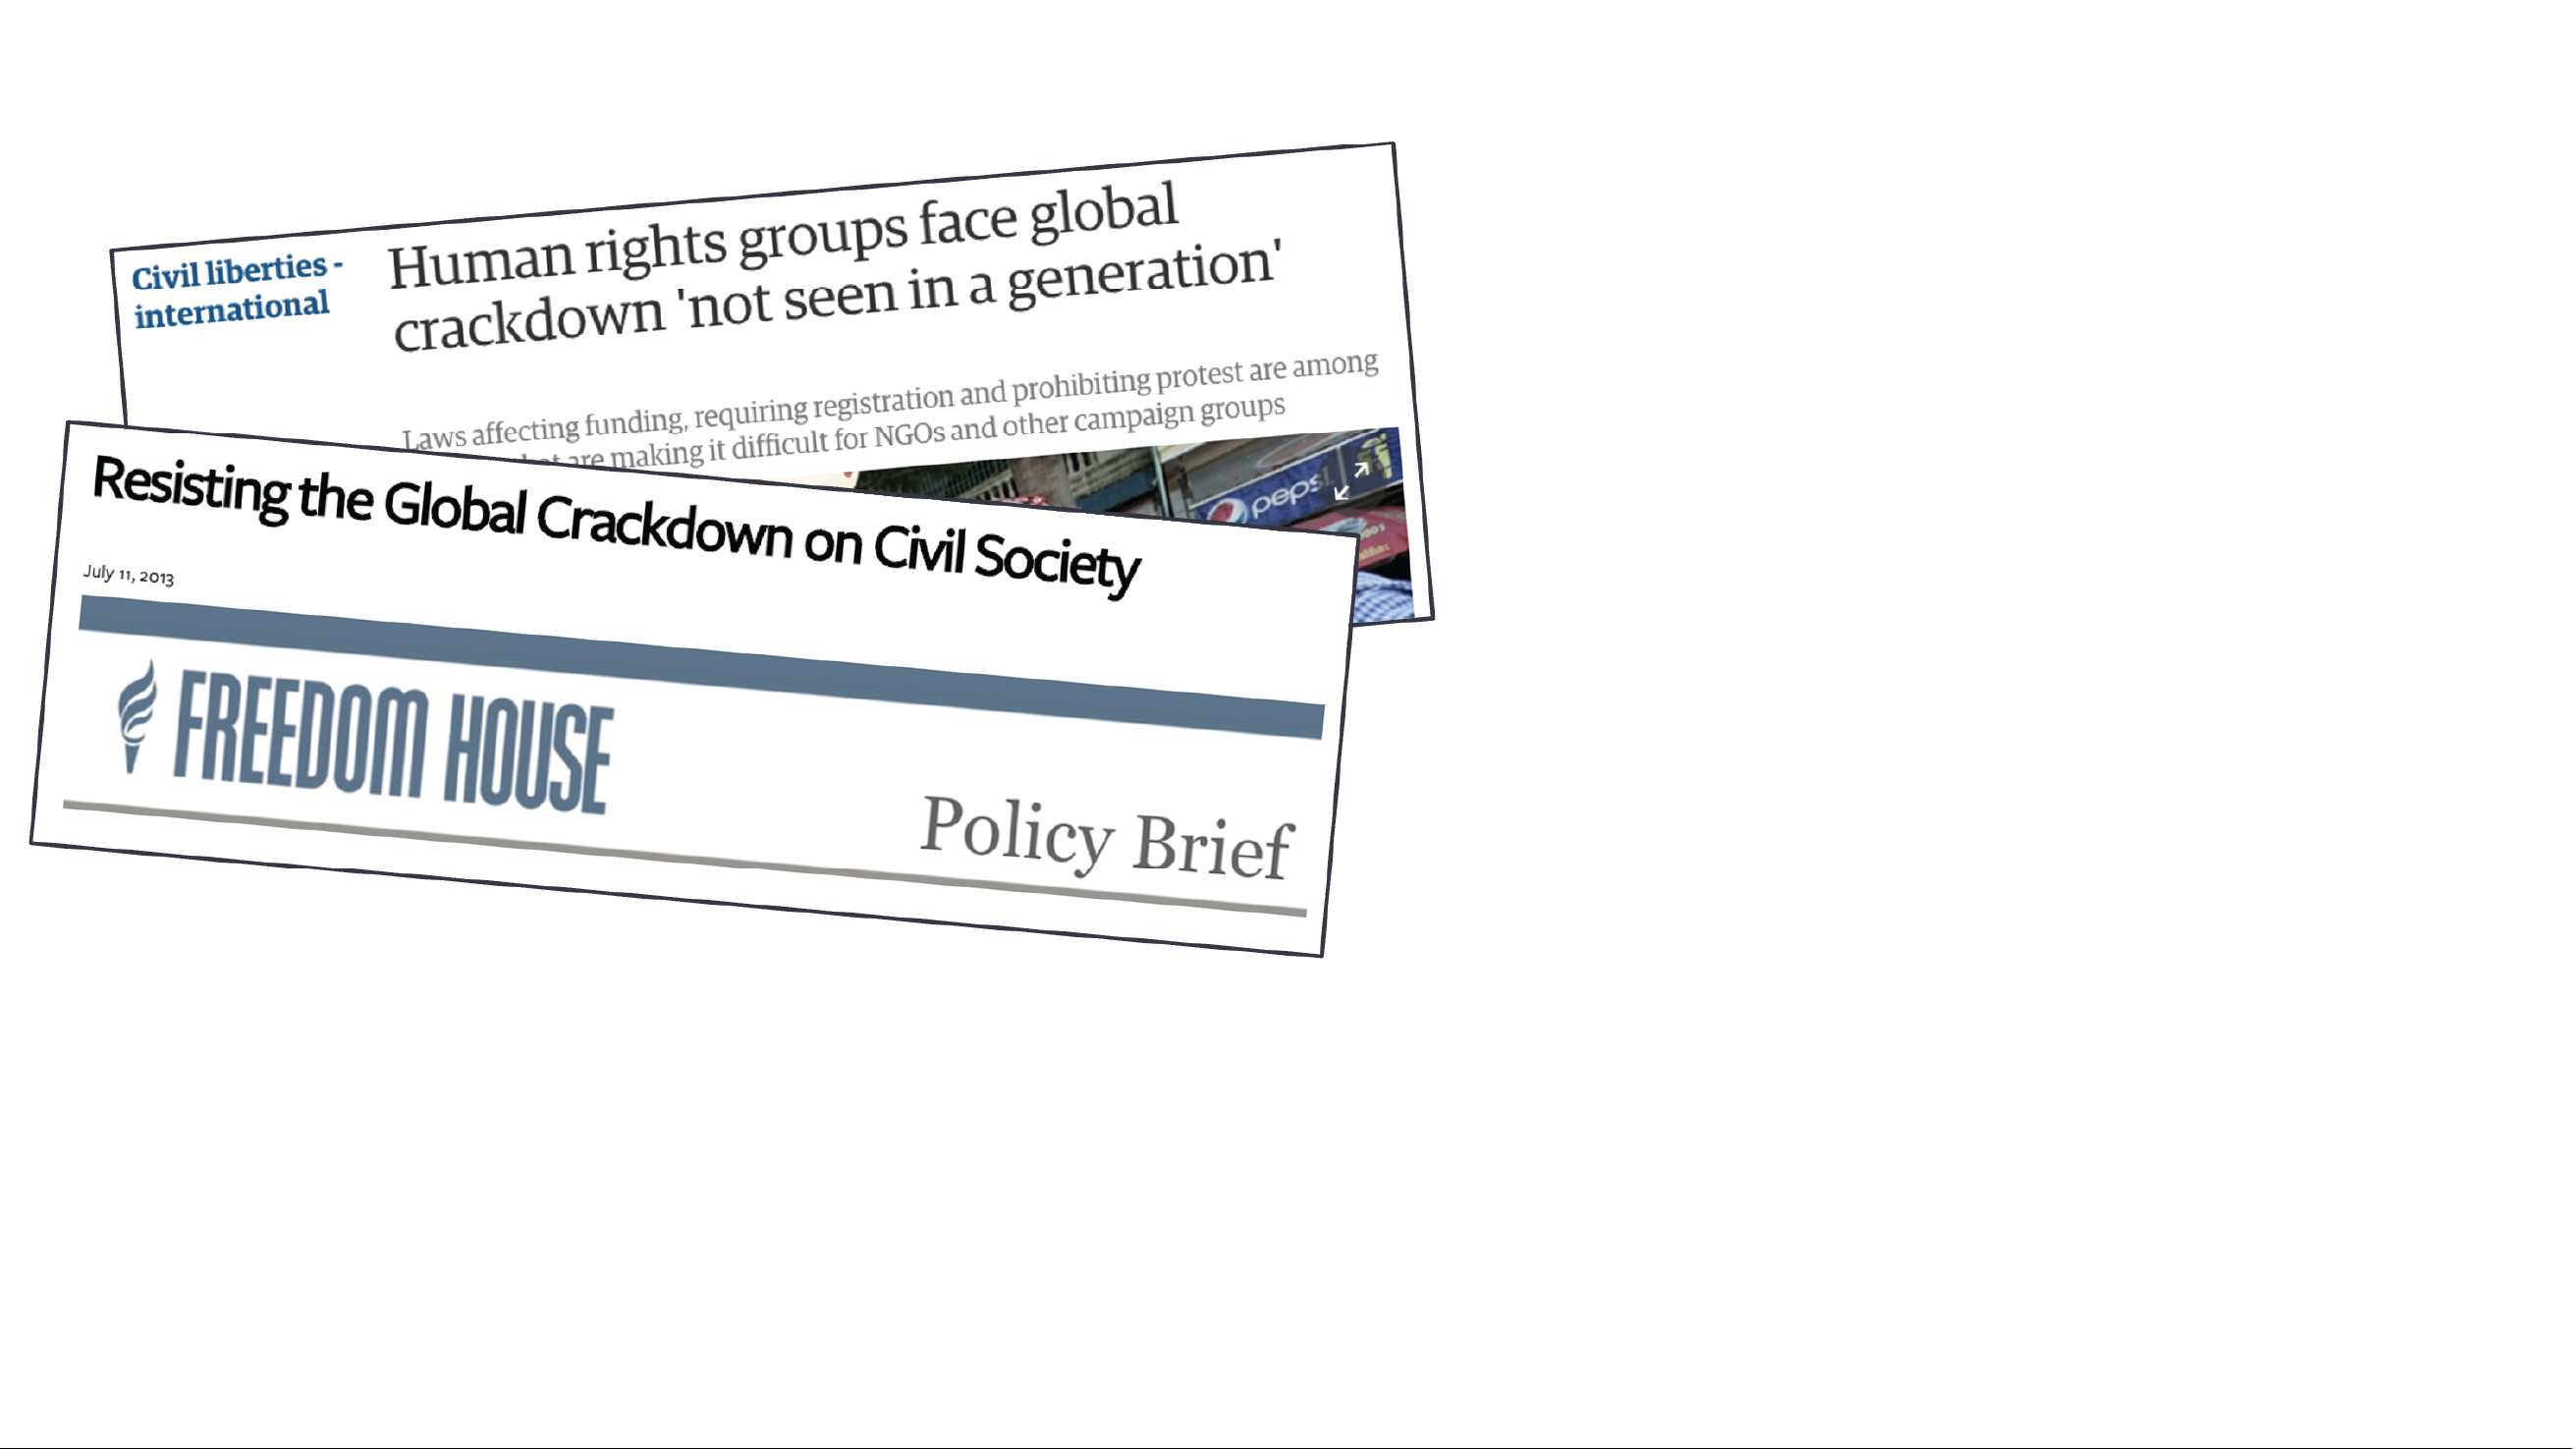 Civil liberties -
international
Human rights groups face global
crackdown 'not seen in a generation'
Laws affecting funding, requiring registration and prohibiting protest are among
are making it difficult for NGOs and other campaign groups
pepsi
Resisting the Global Crackdown on Civil Society
July 11, 2013
FREEDOM HOUSE
Policy Brief